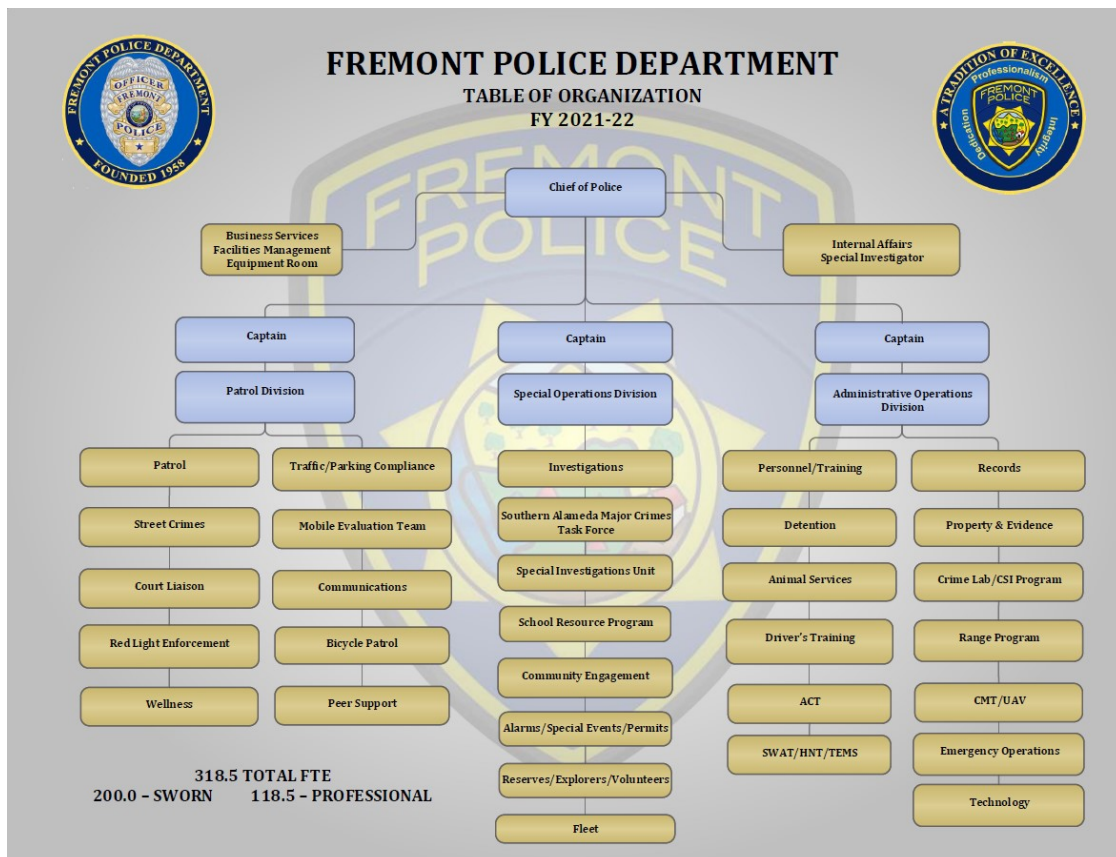 FREMONT POLICE DEPARTMENT
TABLE OF ORGANIZATION
FY 2021-22
FREMONT POLICE DEPARTMENT
OFFICER
FREMONT
POLICE
FOUNDED 1958
A TRADITION OF EXCELLENCE
Professionalism
Dedication
Integrity
FREMONT
POLICE
FREMONT
POLICE
Chief of Police
Business Services
Facilities Management
Equipment Room
Internal Affairs
Special Investigator
Captain
Patrol Division
Patrol
Street Crimes
Court Liaison
Red Light Enforcement
Wellness
Traffic/Parking Compliance
Mobile Evaluation Team
Communications
Bicycle Patrol
Peer Support
Captain
Special Operations Division
Investigations
Southern Alameda Major Crimes
Task Force
Special Investigations Unit
School Resource Program
Community Engagement
Alarms/Special Events/Permits
Reserves/Explorers/Volunteers
Fleet
Captain
Administrative Operations
Division
Personnel/Training
Detention
Animal Services
Driver's Training
ACT
SWAT/HNT/TEMS
Records
Property & Evidence
Crime Lab/CSI Program
Range Program
CMT/UAV
Emergency Operations
Technology
318.5 TOTAL FTE
200.0 – SWORN 118.5 – PROFESSIONAL